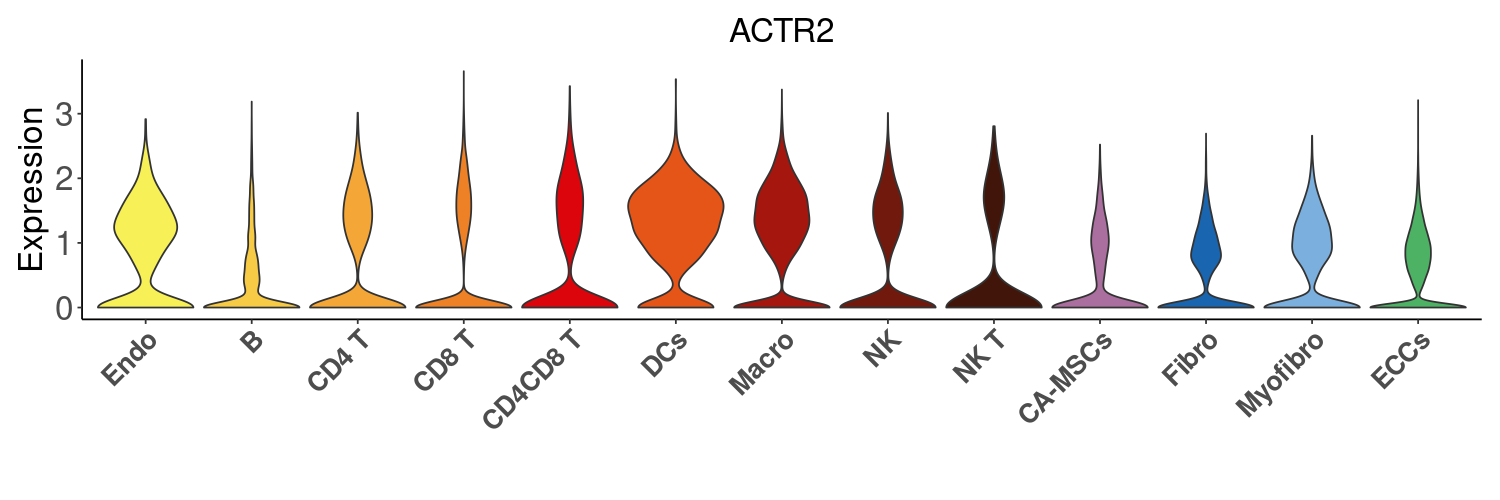 ACTR2
Expression
3
2
1
0
Endo
B
CD4 T
CD8 T
CD4CD8 T
DCs
Macro
NK
NK T
CA-MSCs
Fibro
Myofibro
ECCs